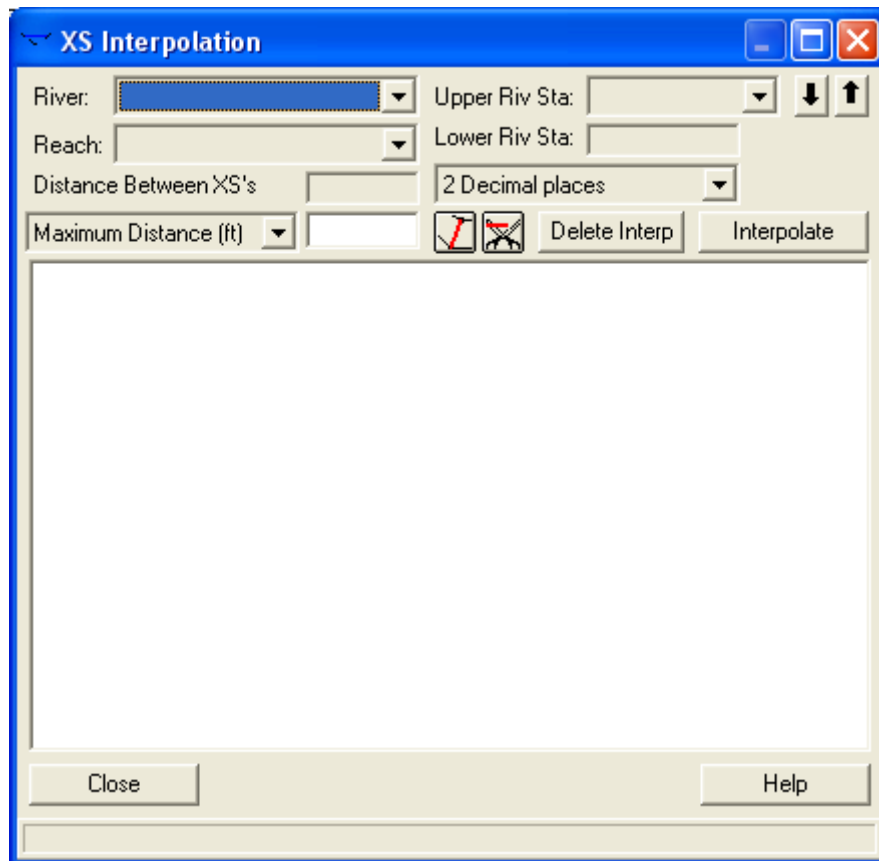 XS Interpolation
River: Upper Riv Sta:
Reach: Lower Riv Sta:
Distance Between XS's 2 Decimal places
Maximum Distance (ft) Delete Interp Interpolate
Close Help